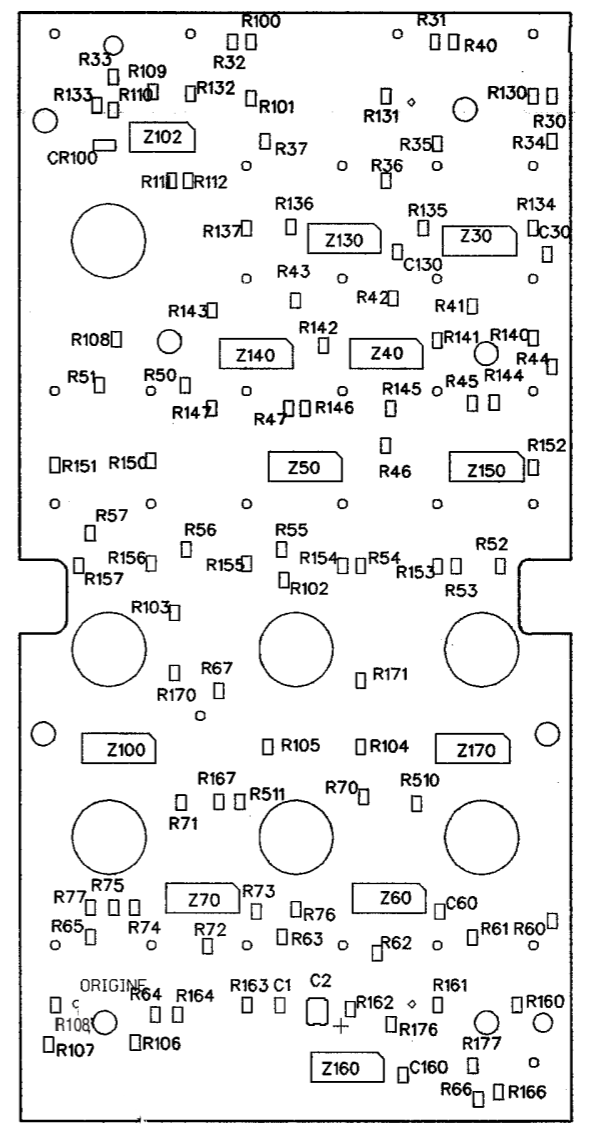 R100 R31
R33 R32 R40
R109
R133 R110 R132 R101 R131 R130 R30
Z102 R37 R35 R34
CR100 R36
R111 R112
R136 R135 R134
R137 Z130 Z30 C30
C130
R43 R42
R143 R41
R108 R142 R141 R140
Z140 Z40 R44
R51 R50 R145 R45 R144
R147 R47 R146
R151 R150 R46 R152
Z50 Z150
R57 R56 R55
R156 R155 R154 R54 R153 R52
R157 R102 R53
R103
R67 R171
R170
Z100 R105 R104 Z170
R167 R511 R70 R510
R71
R77 R75 Z70 R73 Z60 C60
R65 R74 R72 R63 R76 R62 R61 R60
ORIGINE R163 C1 C2 R161
R64 R164 R162 R160
R108 R176
R107 R106 R177
Z160 C160
R66 R166